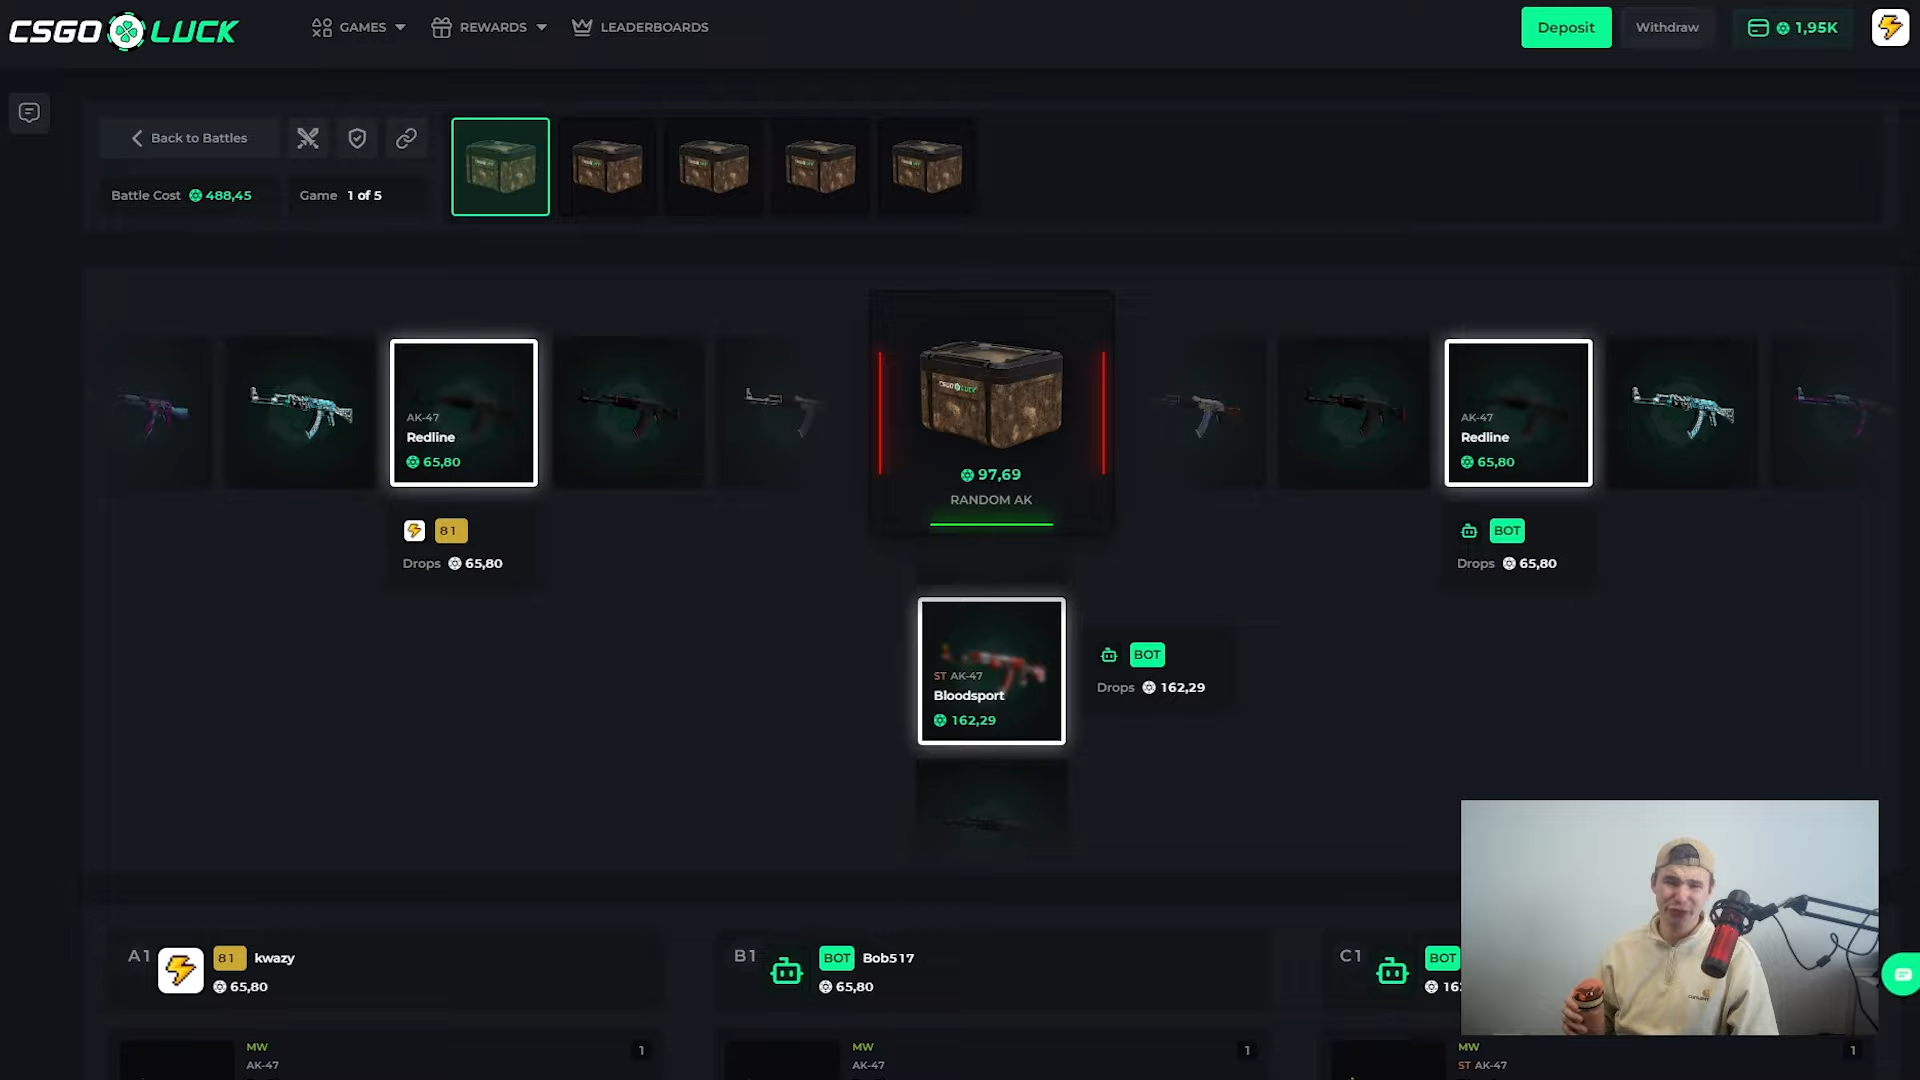 CSGO LUCK
GAMES
REWARDS
LEADERBOARDS
Deposit
Withdraw
1,95K
Back to Battles
Battle Cost 488,45
Game 1 of 5
AK-47
Redline
65,80
81
Drops 65,80
CSGO LUCK
97,69
RANDOM AK
AK-47
Redline
65,80
BOT
Drops 65,80
ST AK-47
Bloodsport
162,29
BOT
Drops 162,29
A1
81 kwazy
65,80
B1
BOT Bob517
65,80
C1
BOT
MW
AK-47
1
MW
AK-47
1
MW
ST AK-47
1